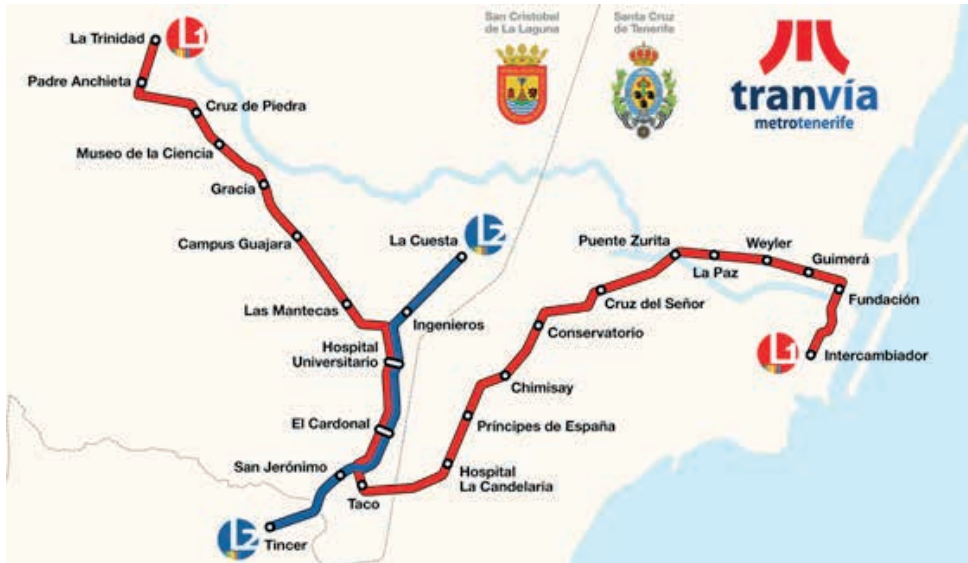 San Cristobal
de La Laguna
Santa Cruz
de Tenerife
tranvía
metrotenerife
L1
La Trinidad
Padre Anchieta
Cruz de Piedra
Museo de la Ciencia
Gracia
Campus Guajara
Las Mantecas
La Cuesta
L2
Ingenieros
Hospital
Universitario
El Cardonal
San Jerónimo
Taco
L2
Tincer
Hospital
La Candelaria
Príncipes de España
Chimisay
Conservatorio
Cruz del Señor
Puente Zurita
La Paz
Weyler
Guimerá
Fundación
L1
Intercambiador